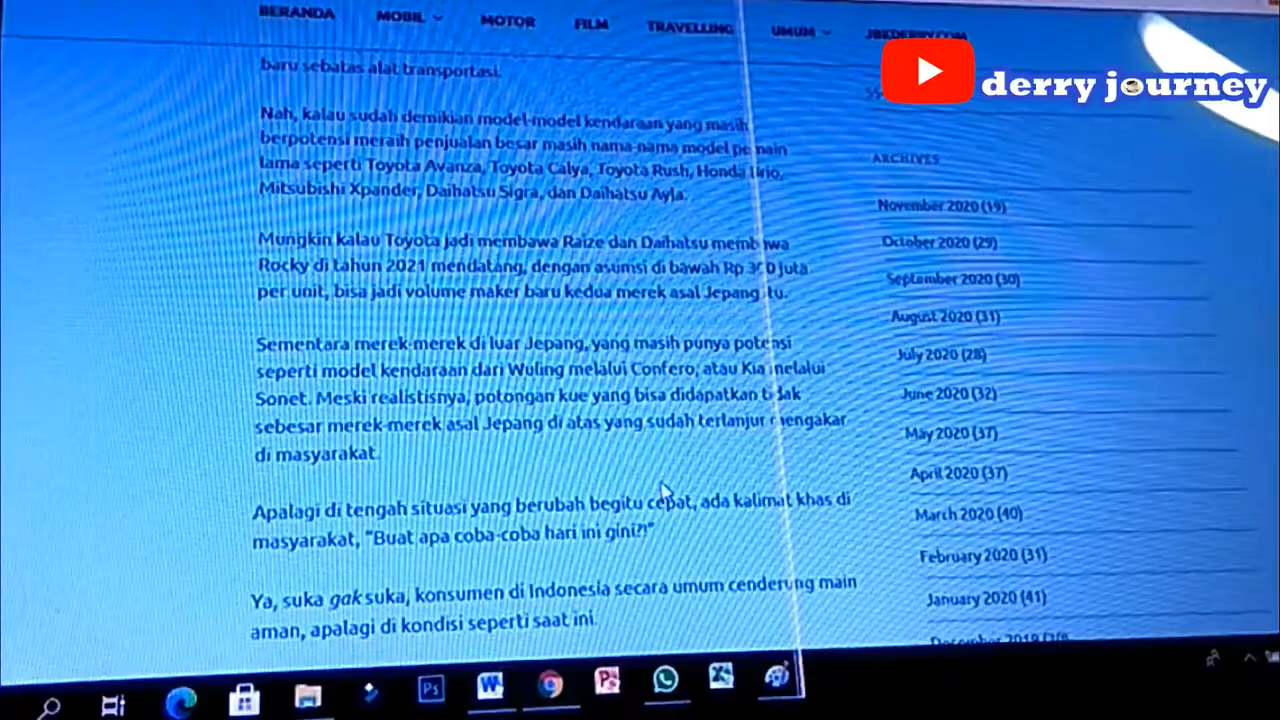 BERANDA MOBIL MOTOR FILM TRAVELLING UMUM JBKDERRY.COM
derry journey
baru sebatas alat transportasi.
Nah, kalau sudah demikian model-model kendaraan yang masih
berpotensi meraih penjualan besar masih nama-nama model pemain
lama seperti Toyota Avanza, Toyota Calya, Toyota Rush, Honda Brio,
Mitsubishi Xpander, Daihatsu Sigra, dan Daihatsu Ayla.
Mungkin kalau Toyota jadi membawa Raize dan Daihatsu membawa
Rocky di tahun 2021 mendatang, dengan asumsi di bawah Rp 300 juta
per unit, bisa jadi volume maker baru kedua merek asal Jepang itu.
Sementara merek-merek di luar Jepang, yang masih punya potensi
seperti model kendaraan dari Wuling melalui Confero, atau Kia melalui
Sonet. Meski realistisnya, potongan kue yang bisa didapatkan tidak
sebesar merek-merek asal Jepang di atas yang sudah terlanjur mengakar
di masyarakat.
Apalagi di tengah situasi yang berubah begitu cepat, ada kalimat khas di
masyarakat, "Buat apa coba-coba hari ini gini?!"
Ya, suka gak suka, konsumen di Indonesia secara umum cenderung main
aman, apalagi di kondisi seperti saat ini.
ARCHIVES
November 2020 (19)
October 2020 (29)
September 2020 (30)
August 2020 (31)
July 2020 (28)
June 2020 (32)
May 2020 (37)
April 2020 (37)
March 2020 (40)
February 2020 (31)
January 2020 (41)
December 2019
Ps
W
P
X